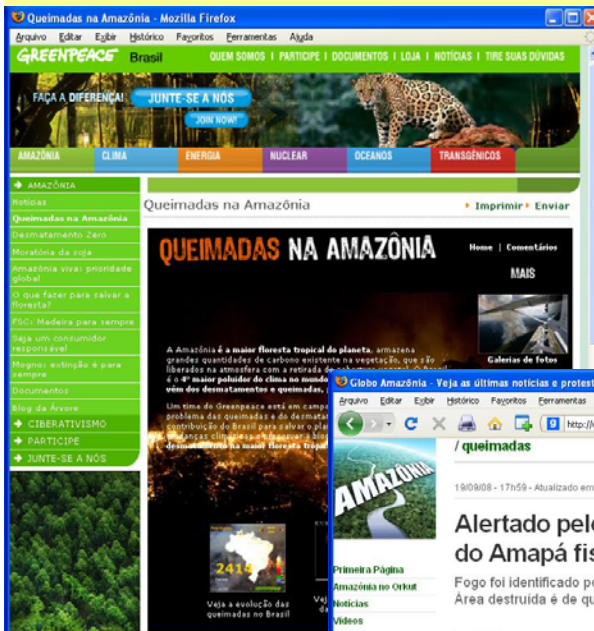 Queimadas na Amazônia - Mozilla Firefox
Arquivo Editar Exibir Histórico Favoritos Ferramentas Ajuda
GREENPEACE Brasil
QUEM SOMOS | PARTICIPE | DOCUMENTOS | LOJA | NOTÍCIAS | TIRE SUAS DÚVIDAS
FAÇA A DIFERENÇA! JUNTE-SE A NÓS
JOIN NOW!
AMAZÔNIA CLIMA ENERGIA NUCLEAR OCEANOS TRANSGÊNICOS
AMAZÔNIA
Notícias
Queimadas na Amazônia
Desmatamento Zero
Moratória da soja
Amazônia viva: prioridade
global
O que fazer para salvar a
floresta?
FSC: Madeira para sempre
Seja um consumidor
responsável
Mogno: extinção é para
sempre
Documentos
Blog da Árvore
CIBERATIVISMO
PARTICIPE
JUNTE-SE A NÓS
Queimadas na Amazônia
Imprimir Enviar
QUEIMADAS NA AMAZÔNIA
Home | Comentários
MAIS
Galerias de fotos
A Amazônia é a maior floresta tropical do planeta, armazena
grandes quantidades de carbono existente na vegetação, que são
liberados na atmosfera com a retirada de
é o 4º maior poluidor do clima no mundo
vêm dos desmatamentos e queimadas,
Um time do Greenpeace está em
problema das queimadas e do
contribuição do Brasil para salvar o
desmatamento na maior floresta
2414
Veja a evolução das
queimadas no Brasil
Globo Amazônia - Veja as últimas notícias e protest
Arquivo Editar Exibir Histórico Favoritos Ferramentas
http://
AMAZÔNIA
/ queimadas
19/09/08 - 17h59 - Atualizado em
Alertado pel
do Amapá fis
Fogo foi identificado p
Área destruída é de qu
Primeira Página
Amazônia no Orkut
Notícias
Vídeos